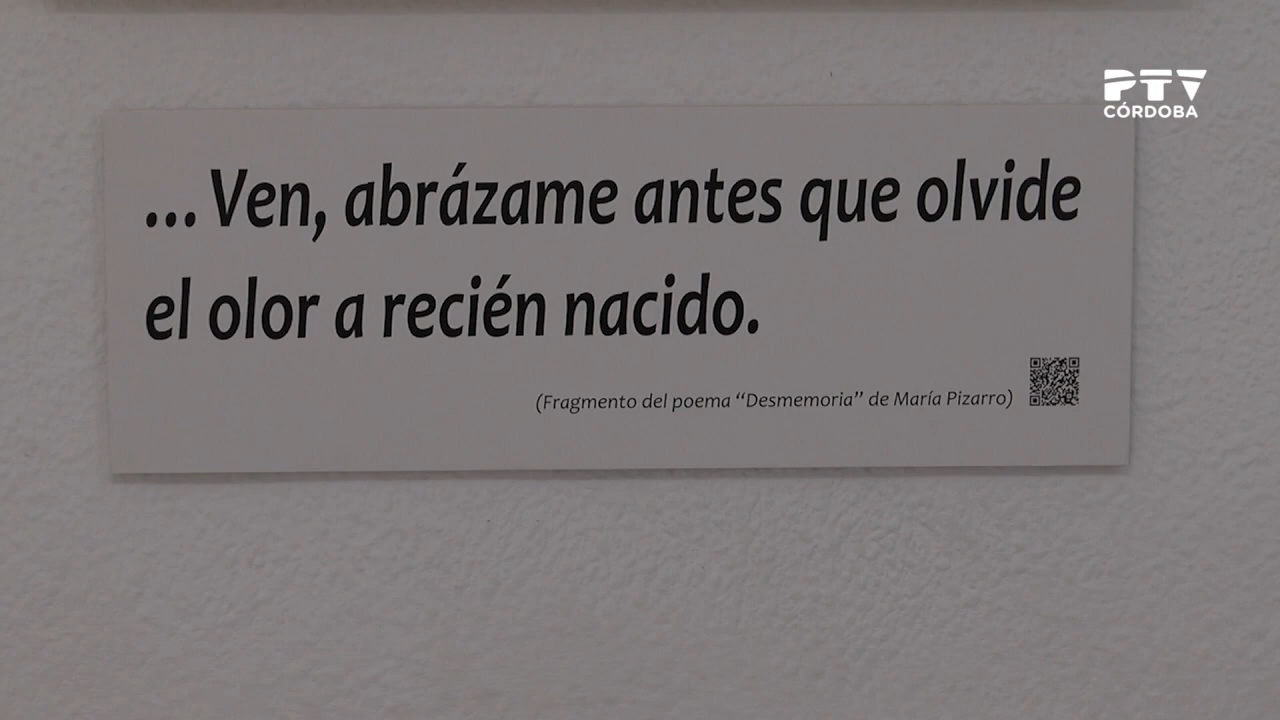 PTV
CÓRDOBA
... Ven, abrázame antes que olvide
el olor a recién nacido.
(Fragmento del poema “Desmemoria” de María Pizarro)